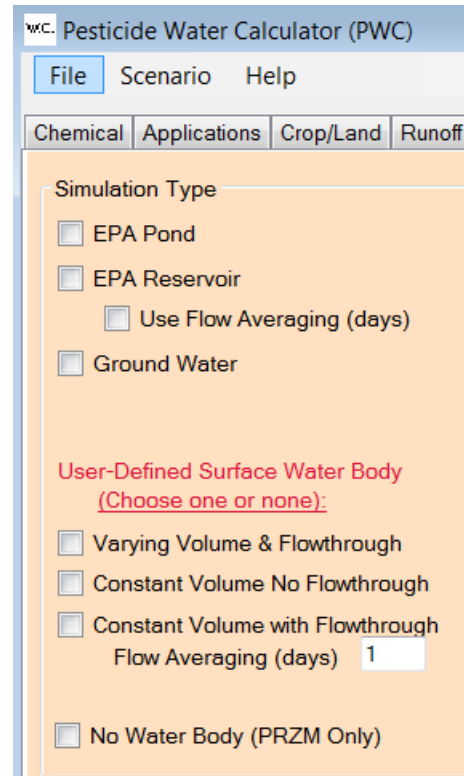 W.C. Pesticide Water Calculator (PWC)
File Scenario Help
Chemical Applications Crop/Land Runoff
Simulation Type
EPA Pond
EPA Reservoir
Use Flow Averaging (days)
Ground Water
User-Defined Surface Water Body
(Choose one or none):
Varying Volume & Flowthrough
Constant Volume No Flowthrough
Constant Volume with Flowthrough
Flow Averaging (days) 1
No Water Body (PRZM Only)